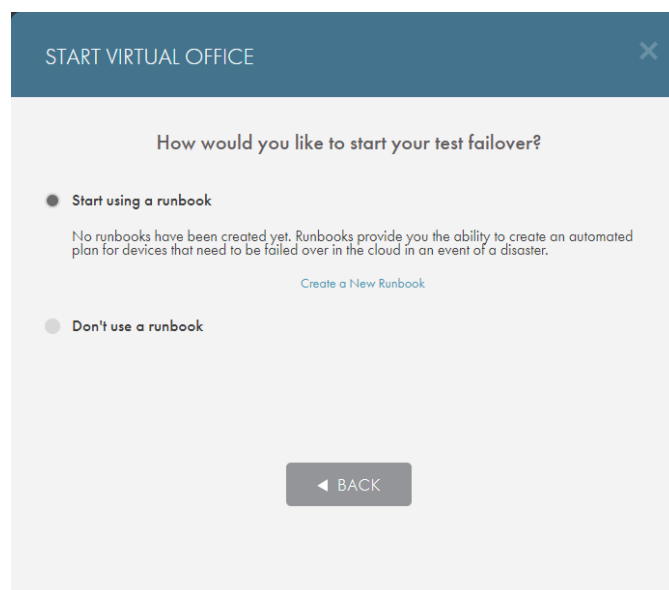 START VIRTUAL OFFICE
How would you like to start your test failover?
Start using a runbook
No runbooks have been created yet. Runbooks provide you the ability to create an automated
plan for devices that need to be failed over in the cloud in an event of a disaster.
Create a New Runbook
Don't use a runbook
BACK